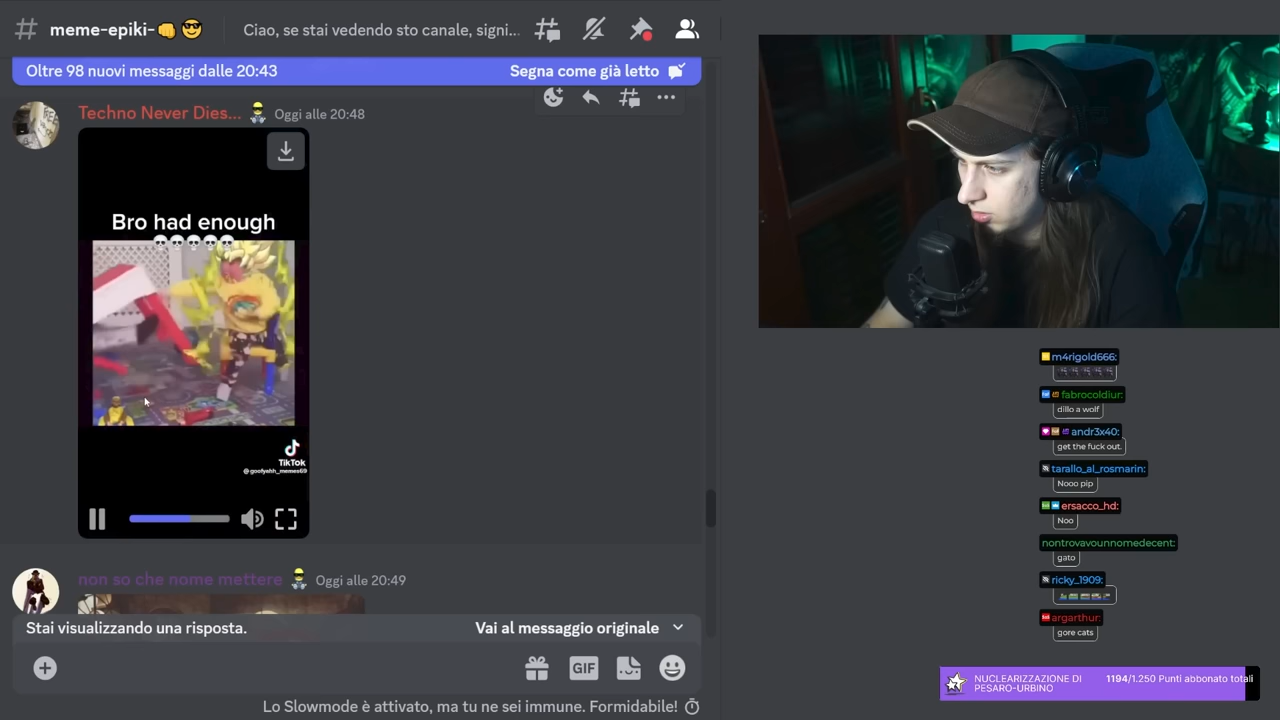 meme-epiki-👊😎
Ciao, se stai vedendo sto canale, signi...
Oltre 98 nuovi messaggi dalle 20:43
Segna come già letto
Techno Never Dies...
Oggi alle 20:48
Bro had enough
💀💀💀💀💀
TikTok
@goofyahh_memes69
non so che nome mettere
Oggi alle 20:49
Stai visualizzando una risposta.
Vai al messaggio originale
GIF
Lo Slowmode è attivato, ma tu ne sei immune. Formidabile!
m4rigold666:
fabrocoldiur:
dillo a wolf
andr3x40:
get the fuck out.
tarallo_al_rosmarin:
Nooo pip
ersacco_hd:
Noo
nontrovavounnomedecent:
gato
ricky_1909:
argarthur:
gore cats
NUCLEARIZZAZIONE DI
PESARO-URBINO
1194/1.250 Punti abbonato totali